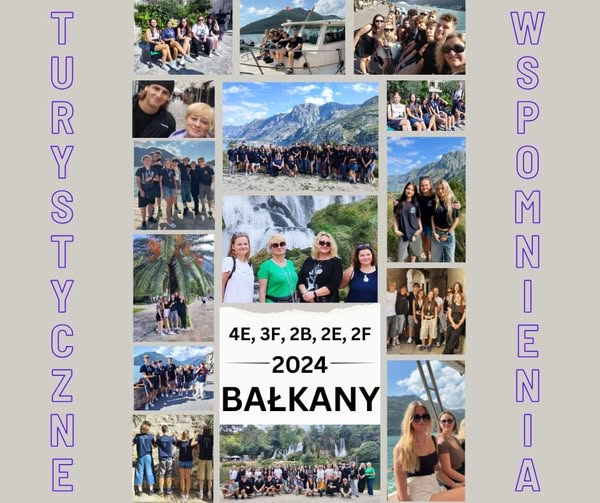 TURYSTYCZNE
WSPOMNIENIA
4E, 3F, 2B, 2E, 2F
2024
BAŁKANY